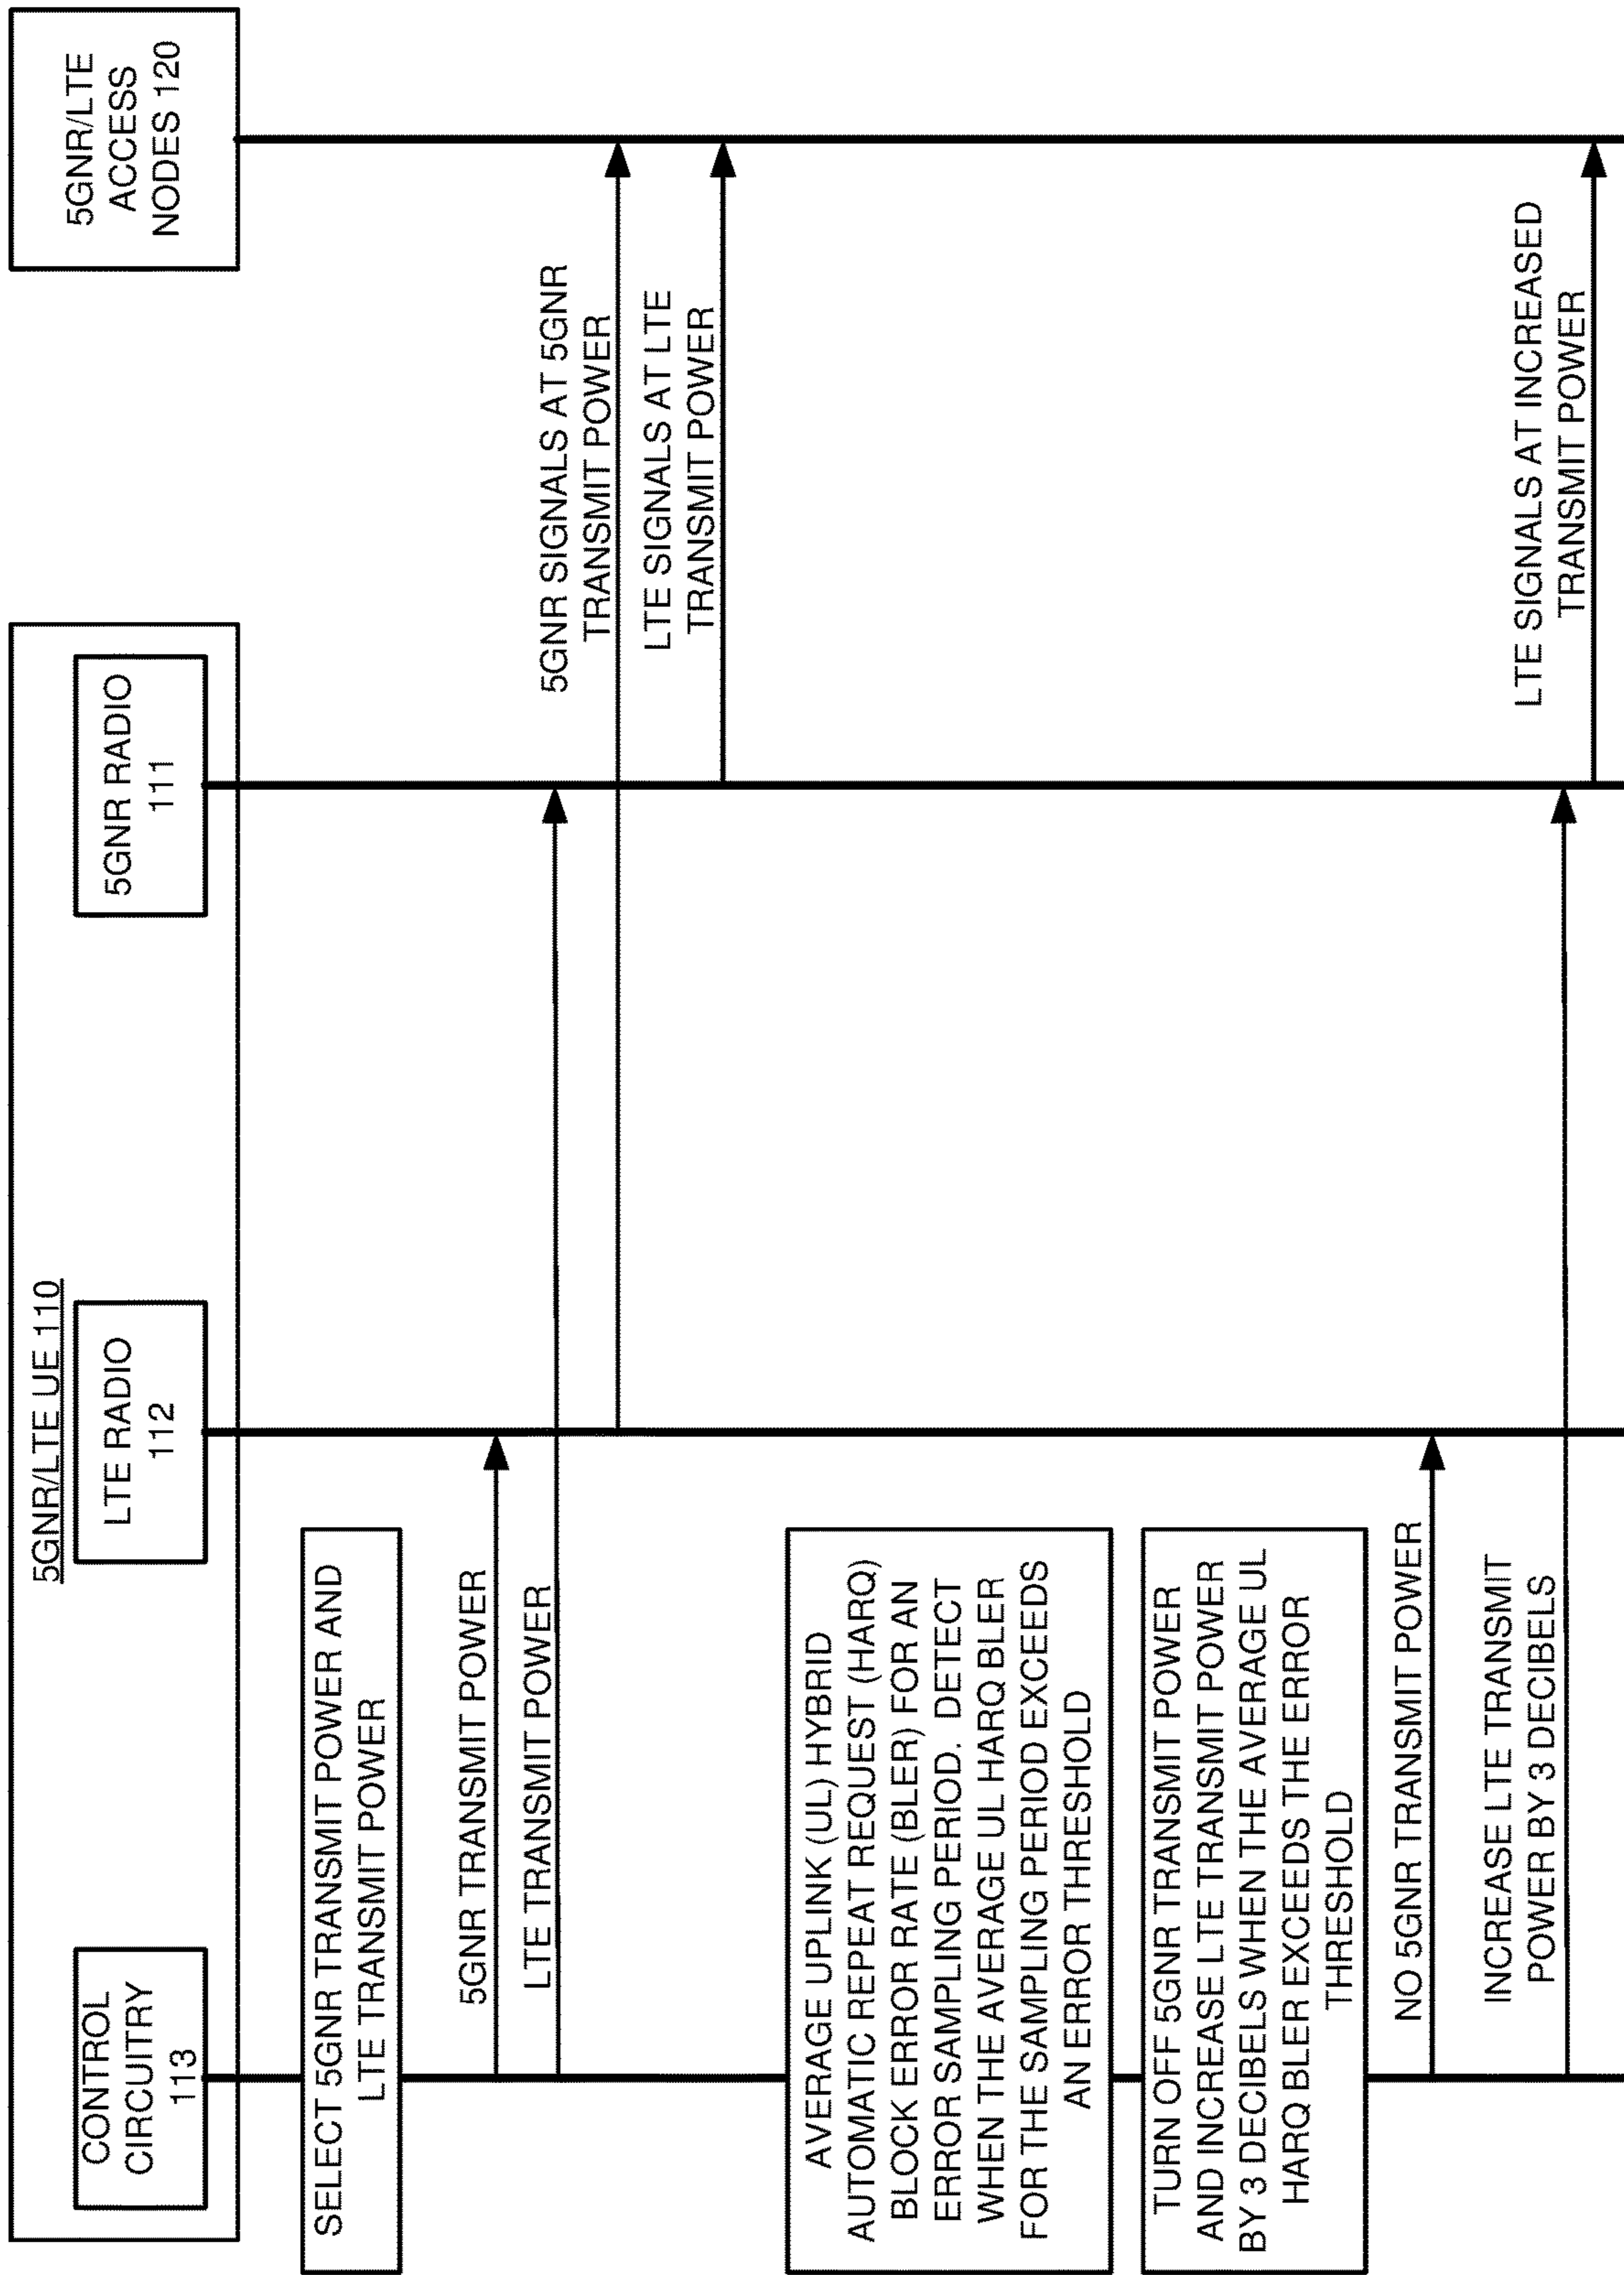 5GNR/LTE UE 110
CONTROL
CIRCUITRY
113
LTE RADIO
112
5GNR RADIO
111
5GNR/LTE
ACCESS
NODES 120
SELECT 5GNR TRANSMIT POWER AND
LTE TRANSMIT POWER
5GNR TRANSMIT POWER
LTE TRANSMIT POWER
5GNR SIGNALS AT 5GNR
TRANSMIT POWER
LTE SIGNALS AT LTE
TRANSMIT POWER
AVERAGE UPLINK (UL) HYBRID
AUTOMATIC REPEAT REQUEST (HARQ)
BLOCK ERROR RATE (BLER) FOR AN
ERROR SAMPLING PERIOD. DETECT
WHEN THE AVERAGE UL HARQ BLER
FOR THE SAMPLING PERIOD EXCEEDS
AN ERROR THRESHOLD
TURN OFF 5GNR TRANSMIT POWER
AND INCREASE LTE TRANSMIT POWER
BY 3 DECIBELS WHEN THE AVERAGE UL
HARQ BLER EXCEEDS THE ERROR
THRESHOLD
NO 5GNR TRANSMIT POWER
INCREASE LTE TRANSMIT
POWER BY 3 DECIBELS
LTE SIGNALS AT INCREASED
TRANSMIT POWER